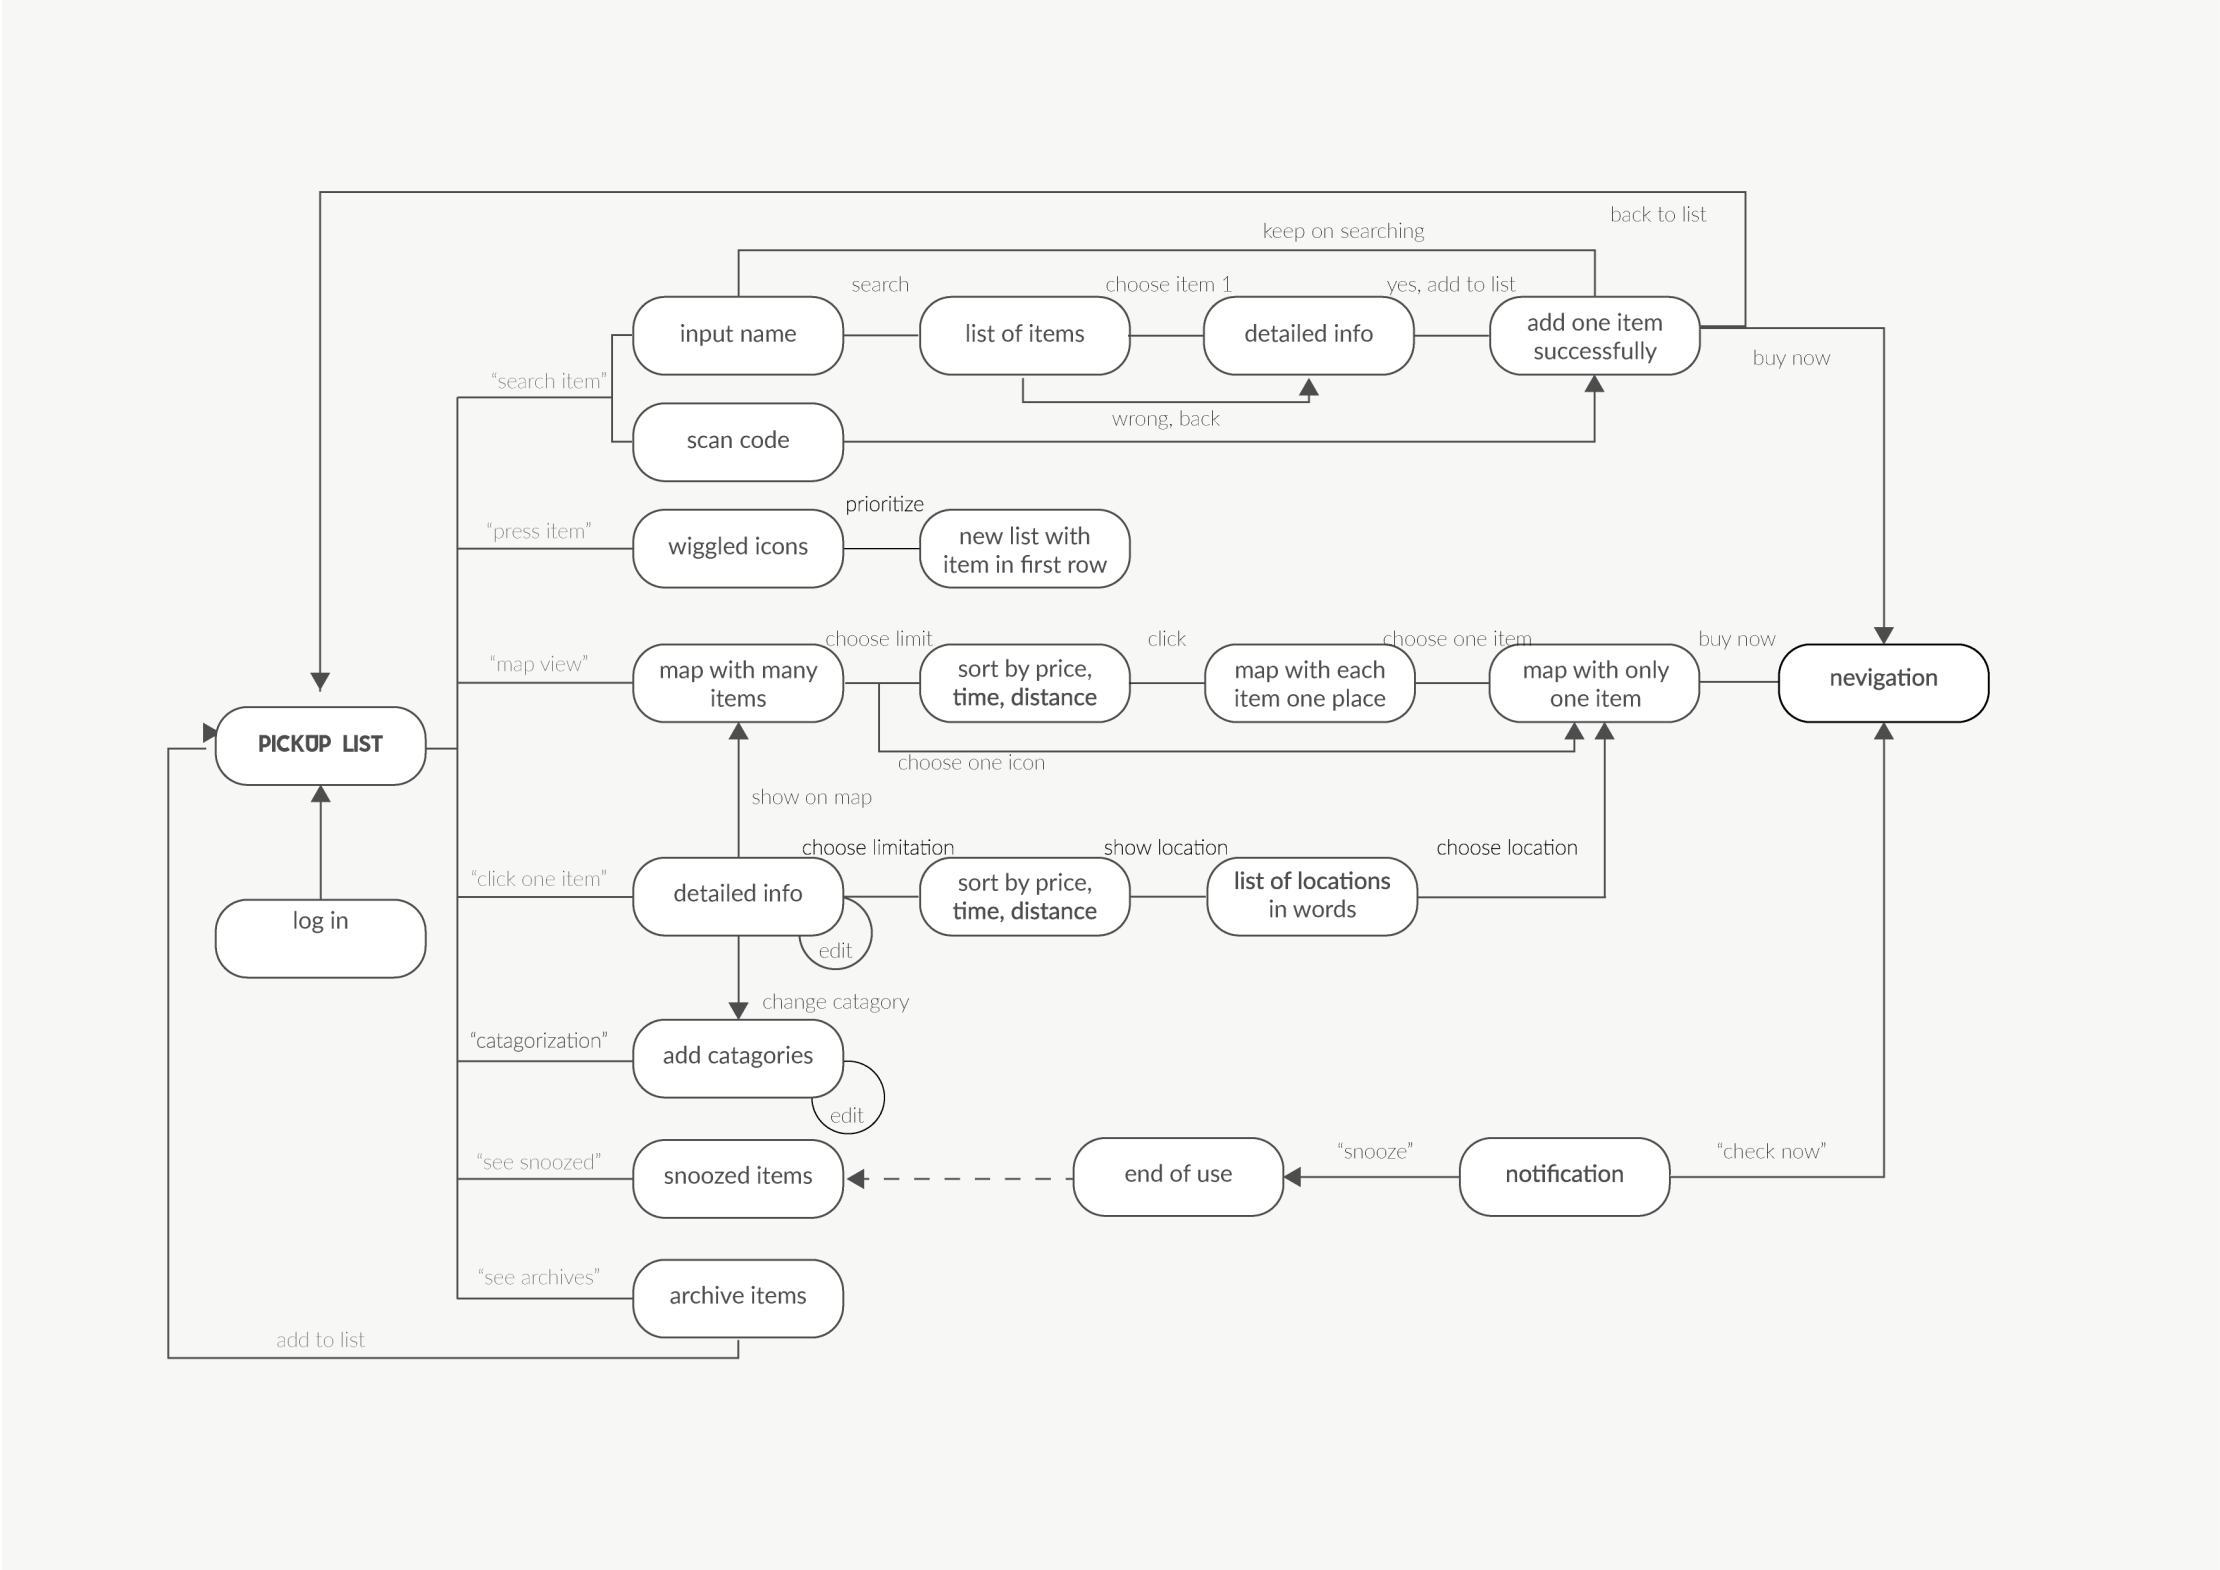 back to list
keep on searching
search
choose item 1
yes, add to list
input name
list of items
detailed info
add one item
successfully
buy now
“search item”
wrong, back
scan code
prioritize
“press item”
wiggled icons
new list with
item in first row
choose limit
click
choose one item
buy now
“map view”
map with many
items
sort by price,
time, distance
map with each
item one place
map with only
one item
nevigation
PICKUP LIST
choose one icon
show on map
choose limitation
show location
choose location
“click one item”
detailed info
sort by price,
time, distance
list of locations
in words
log in
edit
change catagory
“catagorization”
add catagories
edit
“see snoozed”
snoozed items
end of use
“snooze”
notification
“check now”
“see archives”
archive items
add to list